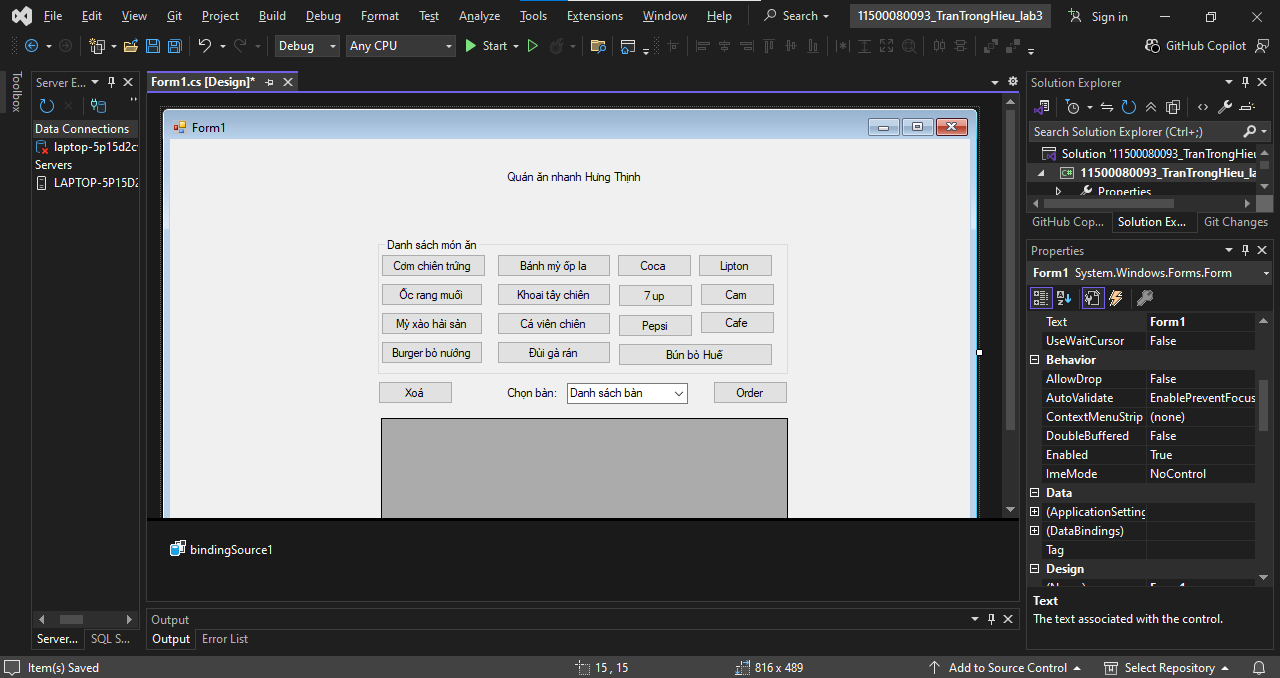 File Edit View Git Project Build Debug Format Test Analyze Tools Extensions Window Help Search 11500080093_TranTrongHieu_lab3 Sign in
Debug Any CPU Start GitHub Copilot
Toolbox
Server E...
Data Connections
laptop-5p15d2c
Servers
LAPTOP-5P15D2
Server... SQL S...
Form1.cs [Design]*
Form1
Quán ăn nhanh Hưng Thịnh
Danh sách món ăn
Cơm chiên trứng Bánh mỳ ốp la Coca Lipton
Ốc rang muối Khoai tây chiên 7 up Cam
Mỳ xào hải sản Cá viên chiên Pepsi Cafe
Burger bò nướng Đùi gà rán Bún bò Huế
Xoá Chọn bàn: Danh sách bàn Order
bindingSource1
Output
Output Error List
Solution Explorer
Search Solution Explorer (Ctrl+;)
Solution '11500080093_TranTrongHieu
C# 11500080093_TranTrongHieu_la
Properties
GitHub Cop... Solution Ex... Git Changes
Properties
Form1 System.Windows.Forms.Form
Text Form1
UseWaitCursor False
Behavior
AllowDrop False
AutoValidate EnablePreventFocus
ContextMenuStrip (none)
DoubleBuffered False
Enabled True
ImeMode NoControl
Data
(ApplicationSetting
(DataBindings)
Tag
Design
Text
The text associated with the control.
Item(s) Saved 15 , 15 816 x 489 Add to Source Control Select Repository